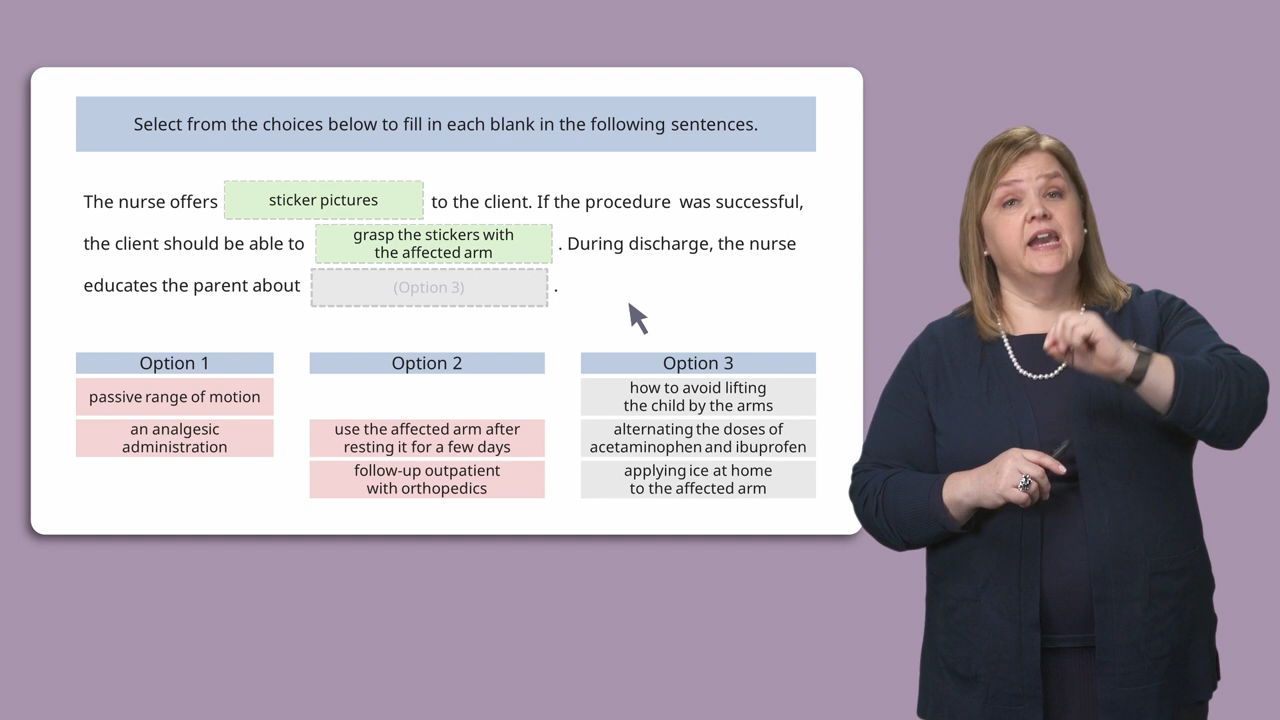 Select from the choices below to fill in each blank in the following sentences.
The nurse offers sticker pictures to the client. If the procedure was successful,
the client should be able to grasp the stickers with the affected arm . During discharge, the nurse
educates the parent about (Option 3) .
Option 1
passive range of motion
an analgesic
administration
Option 2
use the affected arm after
resting it for a few days
follow-up outpatient
with orthopedics
Option 3
how to avoid lifting
the child by the arms
alternating the doses of
acetaminophen and ibuprofen
applying ice at home
to the affected arm